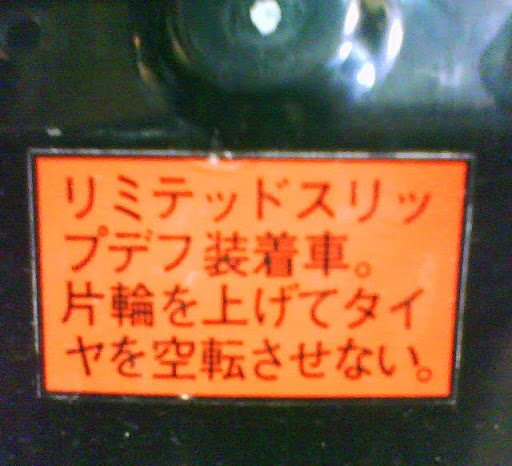 リミテッドスリッ
プデフ装着車。
片輪を上げてタイ
ヤを空転させない。